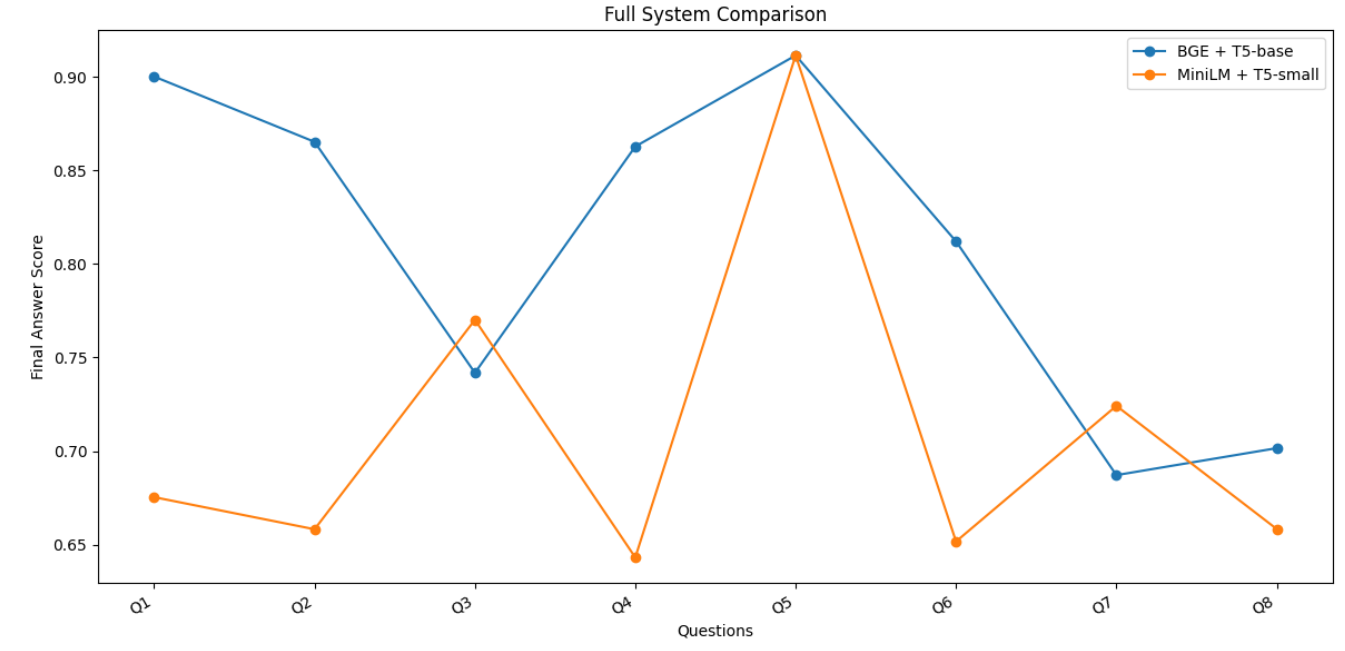 Full System Comparison
BGE + T5-base
MiniLM + T5-small
Final Answer Score
0.90
0.85
0.80
0.75
0.70
0.65
Q1 Q2 Q3 Q4 Q5 Q6 Q7 Q8
Questions